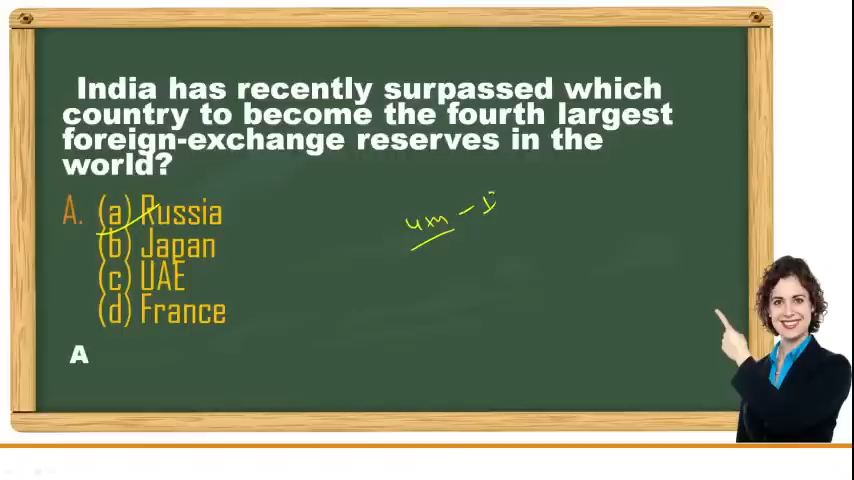 India has recently surpassed which
country to become the fourth largest
foreign-exchange reserves in the
world?
A. (a) Russia
(b) Japan
(c) UAE
(d) France
A